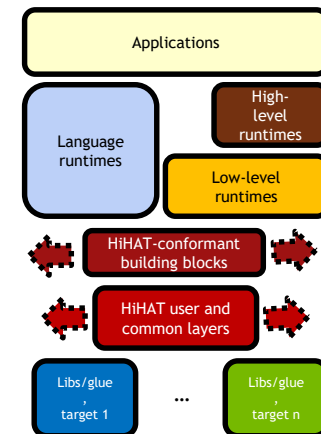 Applications
Language
runtimes
High-
level
runtimes
Low-level
runtimes
HiHAT-conformant
building blocks
HiHAT user and
common layers
Libs/glue
,
target 1
...
Libs/glue
,
target n